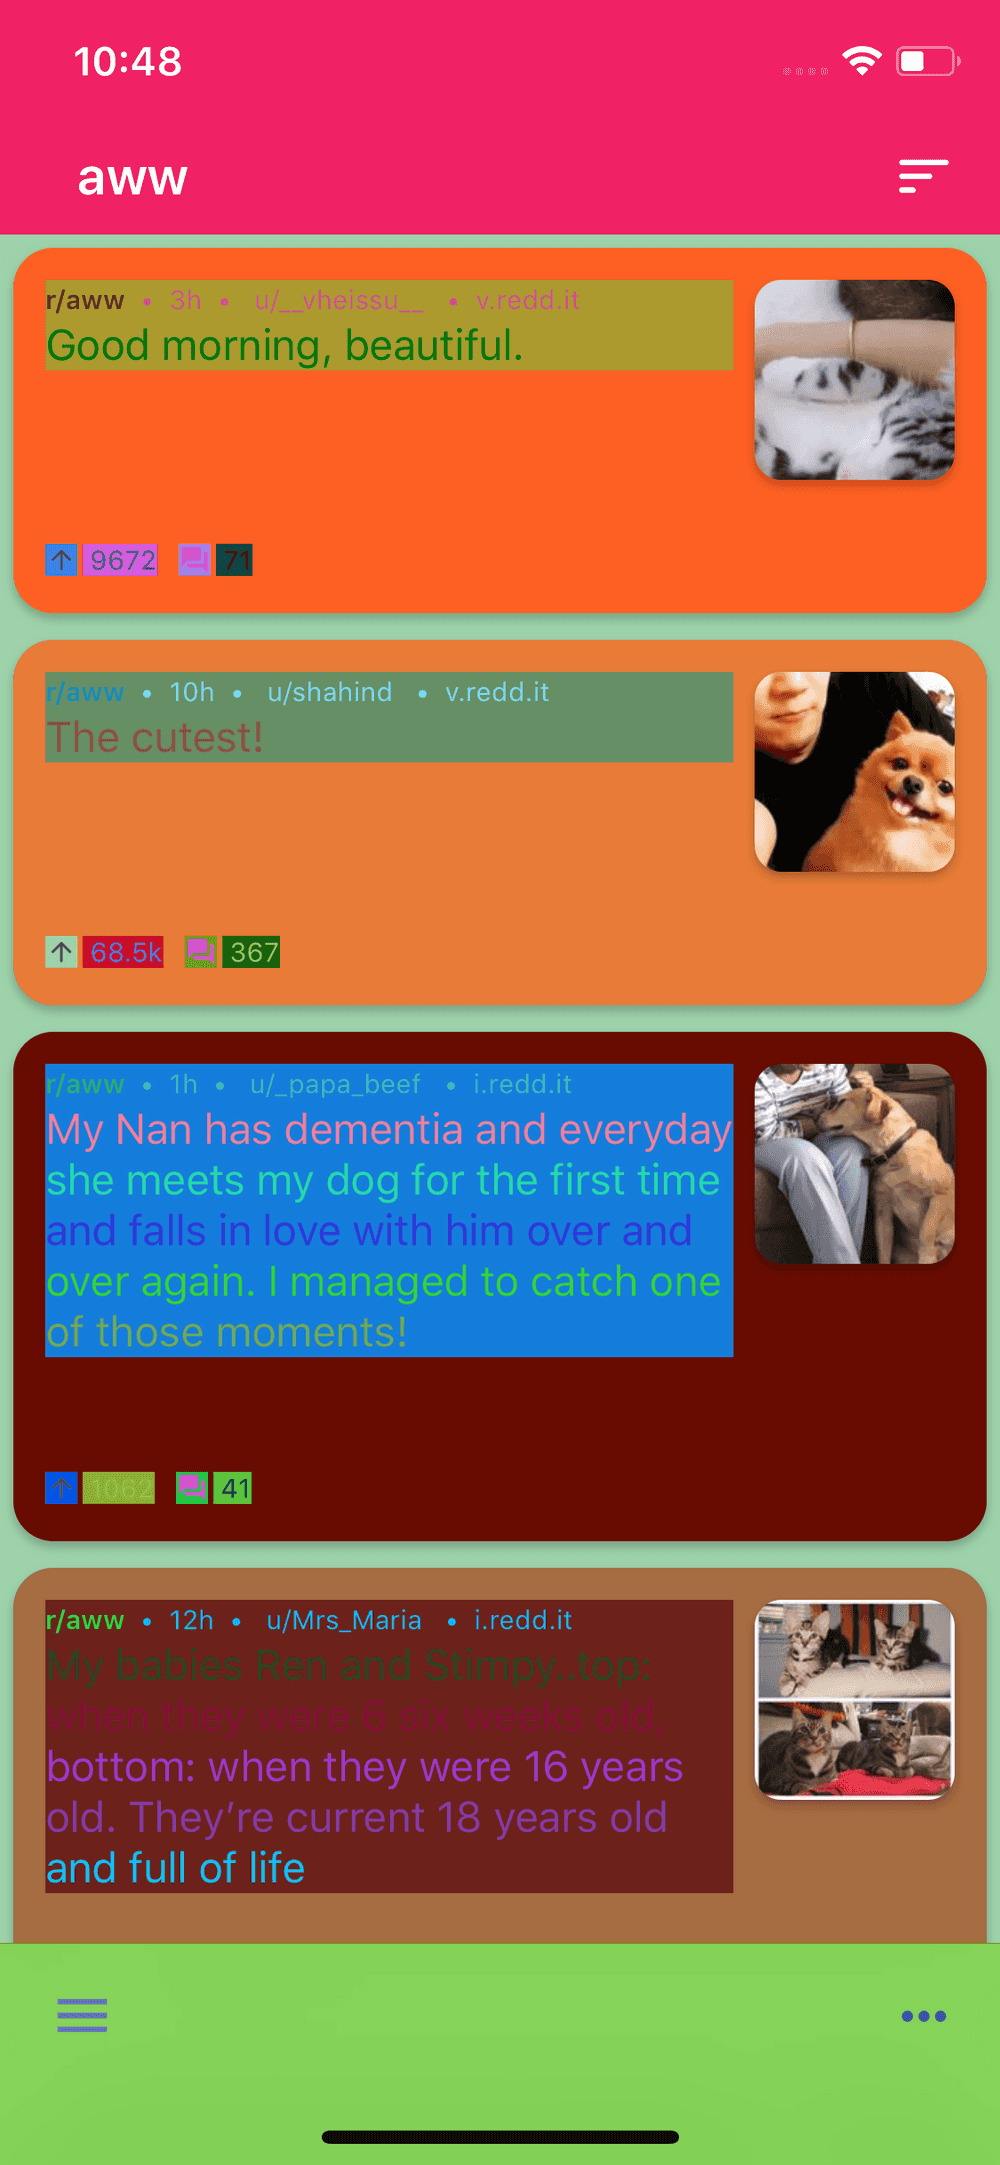 10:48
aww
r/aww • 3h • u/__vheissu__ • v.redd.it
Good morning, beautiful.
9672 71
r/aww • 10h • u/shahind • v.redd.it
The cutest!
68.5k 367
r/aww • 1h • u/_papa_beef • i.redd.it
My Nan has dementia and everyday
she meets my dog for the first time
and falls in love with him over and
over again. I managed to catch one
of those moments!
1062 41
r/aww • 12h • u/Mrs_Maria • i.redd.it
My babies Ren and Stimpy..top:
when they were 6 six weeks old,
bottom: when they were 16 years
old. They’re current 18 years old
and full of life